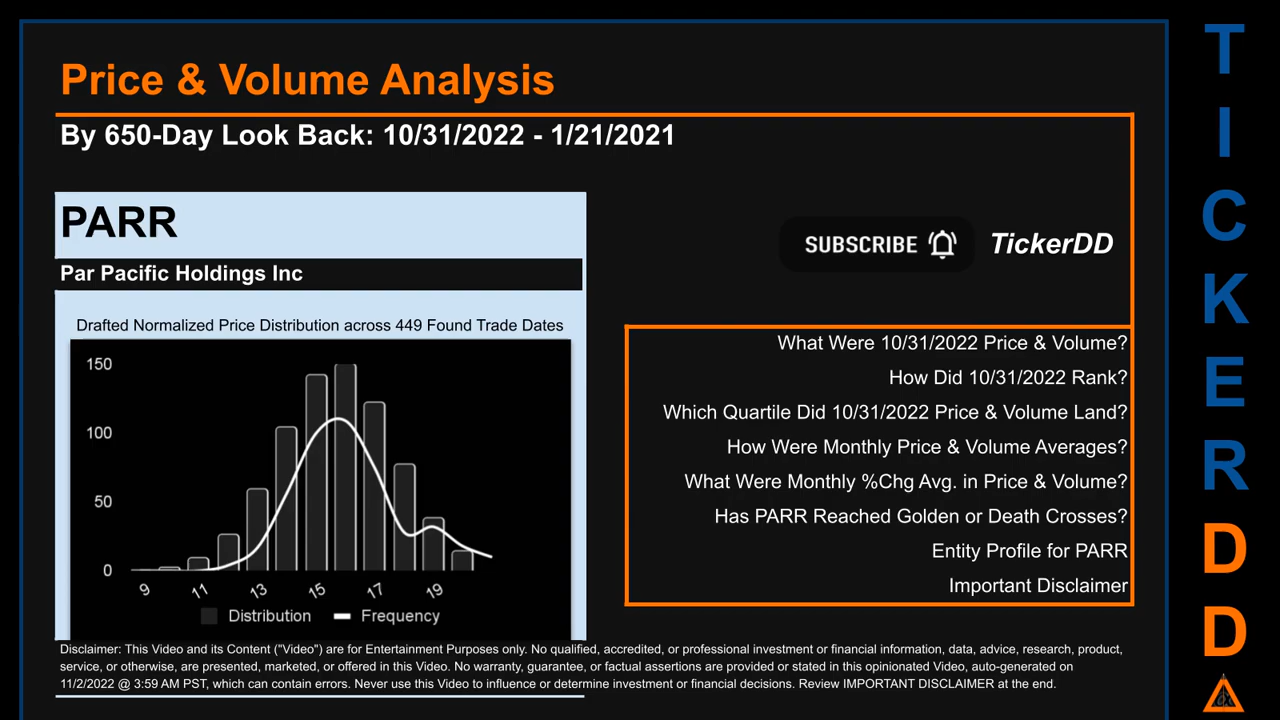 Price & Volume Analysis
By 650-Day Look Back: 10/31/2022 - 1/21/2021
PARR
Par Pacific Holdings Inc
Drafted Normalized Price Distribution across 449 Found Trade Dates
150
100
50
0
9
11
13
15
17
19
Distribution
Frequency
SUBSCRIBE
TickerDD
What Were 10/31/2022 Price & Volume?
How Did 10/31/2022 Rank?
Which Quartile Did 10/31/2022 Price & Volume Land?
How Were Monthly Price & Volume Averages?
What Were Monthly %Chg Avg. in Price & Volume?
Has PARR Reached Golden or Death Crosses?
Entity Profile for PARR
Important Disclaimer
Disclaimer: This Video and its Content ("Video") are for Entertainment Purposes only. No qualified, accredited, or professional investment or financial information, data, advice, research, product,
service, or otherwise, are presented, marketed, or offered in this Video. No warranty, guarantee, or factual assertions are provided or stated in this opinionated Video, auto-generated on
11/2/2022 @ 3:59 AM PST, which can contain errors. Never use this Video to influence or determine investment or financial decisions. Review IMPORTANT DISCLAIMER at the end.
T
I
C
K
E
R
D
D